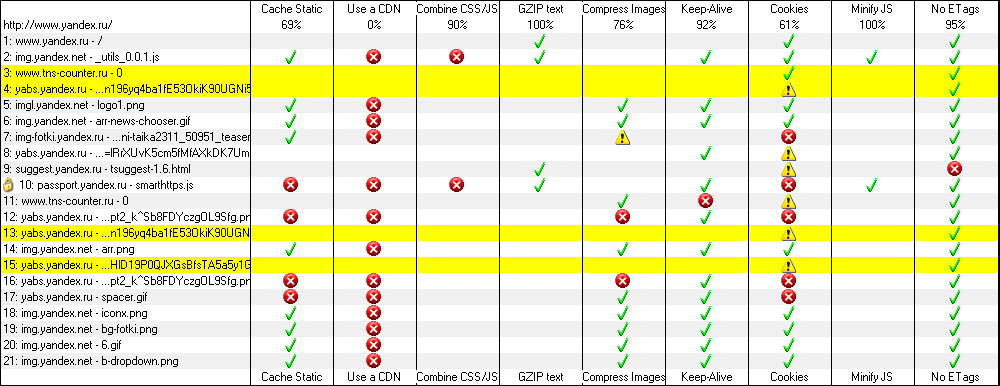 Cache Static Use a CDN Combine CSS/JS GZIP text Compress Images Keep-Alive Cookies Minify JS No ETags
http://www.yandex.ru/ 69% 0% 90% 100% 76% 92% 61% 100% 95%
1: www.yandex.ru - /
2: img.yandex.net - _utils_0.0.1.js
3: www.tns-counter.ru - 0
4: yabs.yandex.ru - ...n196yq4ba1fE53OkiK90UGNi5
5: imgl.yandex.net - logo1.png
6: img.yandex.net - arr-news-chooser.gif
7: img-fotki.yandex.ru - ...ni-taika2311_50951_teaser
8: yabs.yandex.ru - ...=lRrXUvK5cm5fMfAXkDK7Um
9: suggest.yandex.ru - tsuggest-1.6.html
10: passport.yandex.ru - smarthttps.js
11: www.tns-counter.ru - 0
12: yabs.yandex.ru - ...pt2_k^Sb8FDYczgOL9Sfg.pn
13: yabs.yandex.ru - ...n196yq4ba1fE53OkiK90UGN
14: img.yandex.net - arr.png
15: yabs.yandex.ru - ...HID19P0QJXGsBfsTA5a5y1G
16: yabs.yandex.ru - ...pt2_k^Sb8FDYczgOL9Sfg.pn
17: yabs.yandex.ru - spacer.gif
18: img.yandex.net - iconx.png
19: img.yandex.net - bg-fotki.png
20: img.yandex.net - 6.gif
21: img.yandex.net - b-dropdown.png
Cache Static Use a CDN Combine CSS/JS GZIP text Compress Images Keep-Alive Cookies Minify JS No ETags